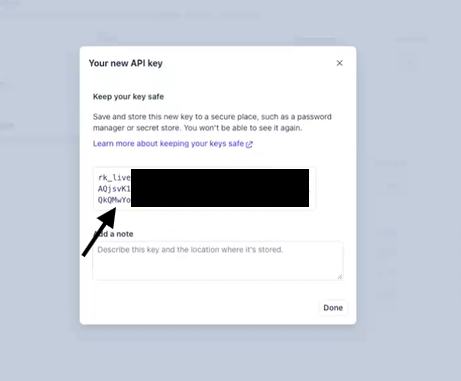 Your new API key
Keep your key safe
Save and store this new key to a secure place, such as a password
manager or secret store. You won't be able to see it again.
Learn more about keeping your keys safe
rk_live
AQjsvK1
QkQMwYo
Add a note
Describe this key and the location where it's stored.
Done